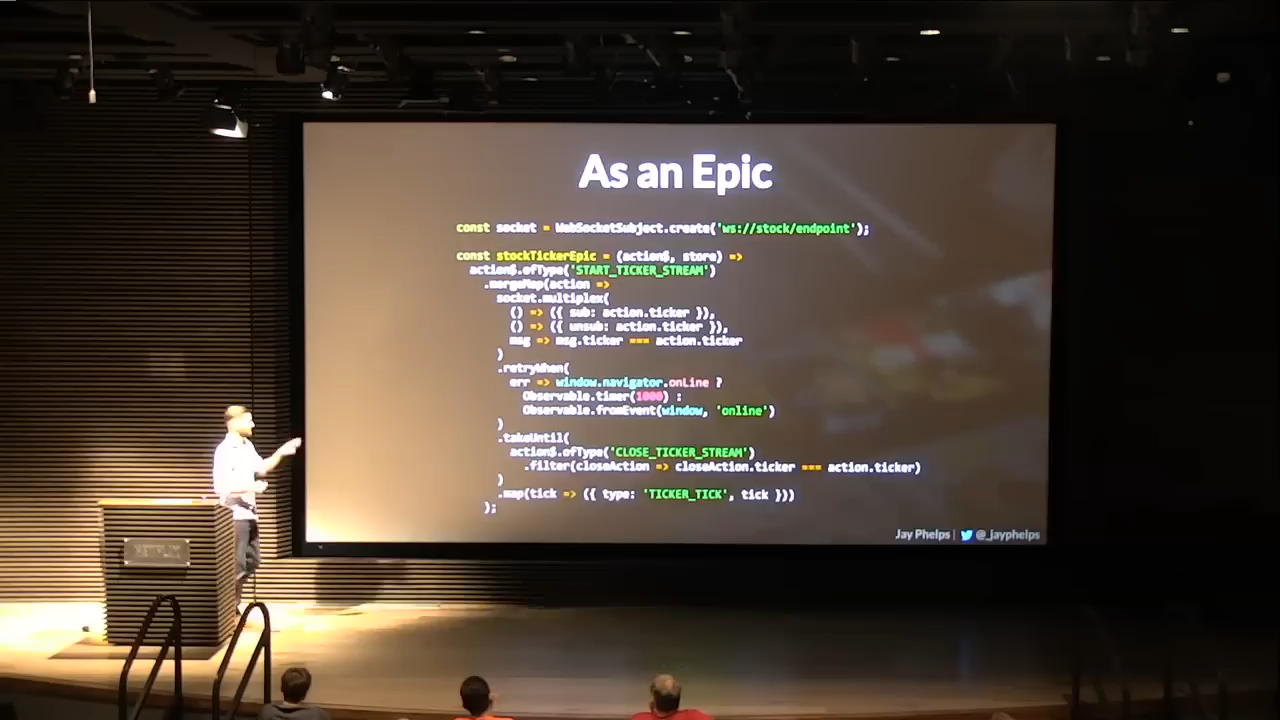 As an Epic
const socket = WebSocketSubject.create('ws://stock/endpoint');
const stockTickerEpic = (action$, store) =>
action$.ofType('START_TICKER_STREAM')
.mergeMap(action =>
socket.multiplex(
() => ({ sub: action.ticker }),
() => ({ unsub: action.ticker }),
msg => msg.ticker === action.ticker
)
.retryWhen(
err => window.navigator.onLine ?
Observable.timer(1000) :
Observable.fromEvent(window, 'online')
)
.takeUntil(
action$.ofType('CLOSE_TICKER_STREAM')
.filter(closeAction => closeAction.ticker === action.ticker)
)
.map(tick => ({ type: 'TICKER_TICK', tick }))
);
Jay Phelps | @_jayphelps
NETFLIX